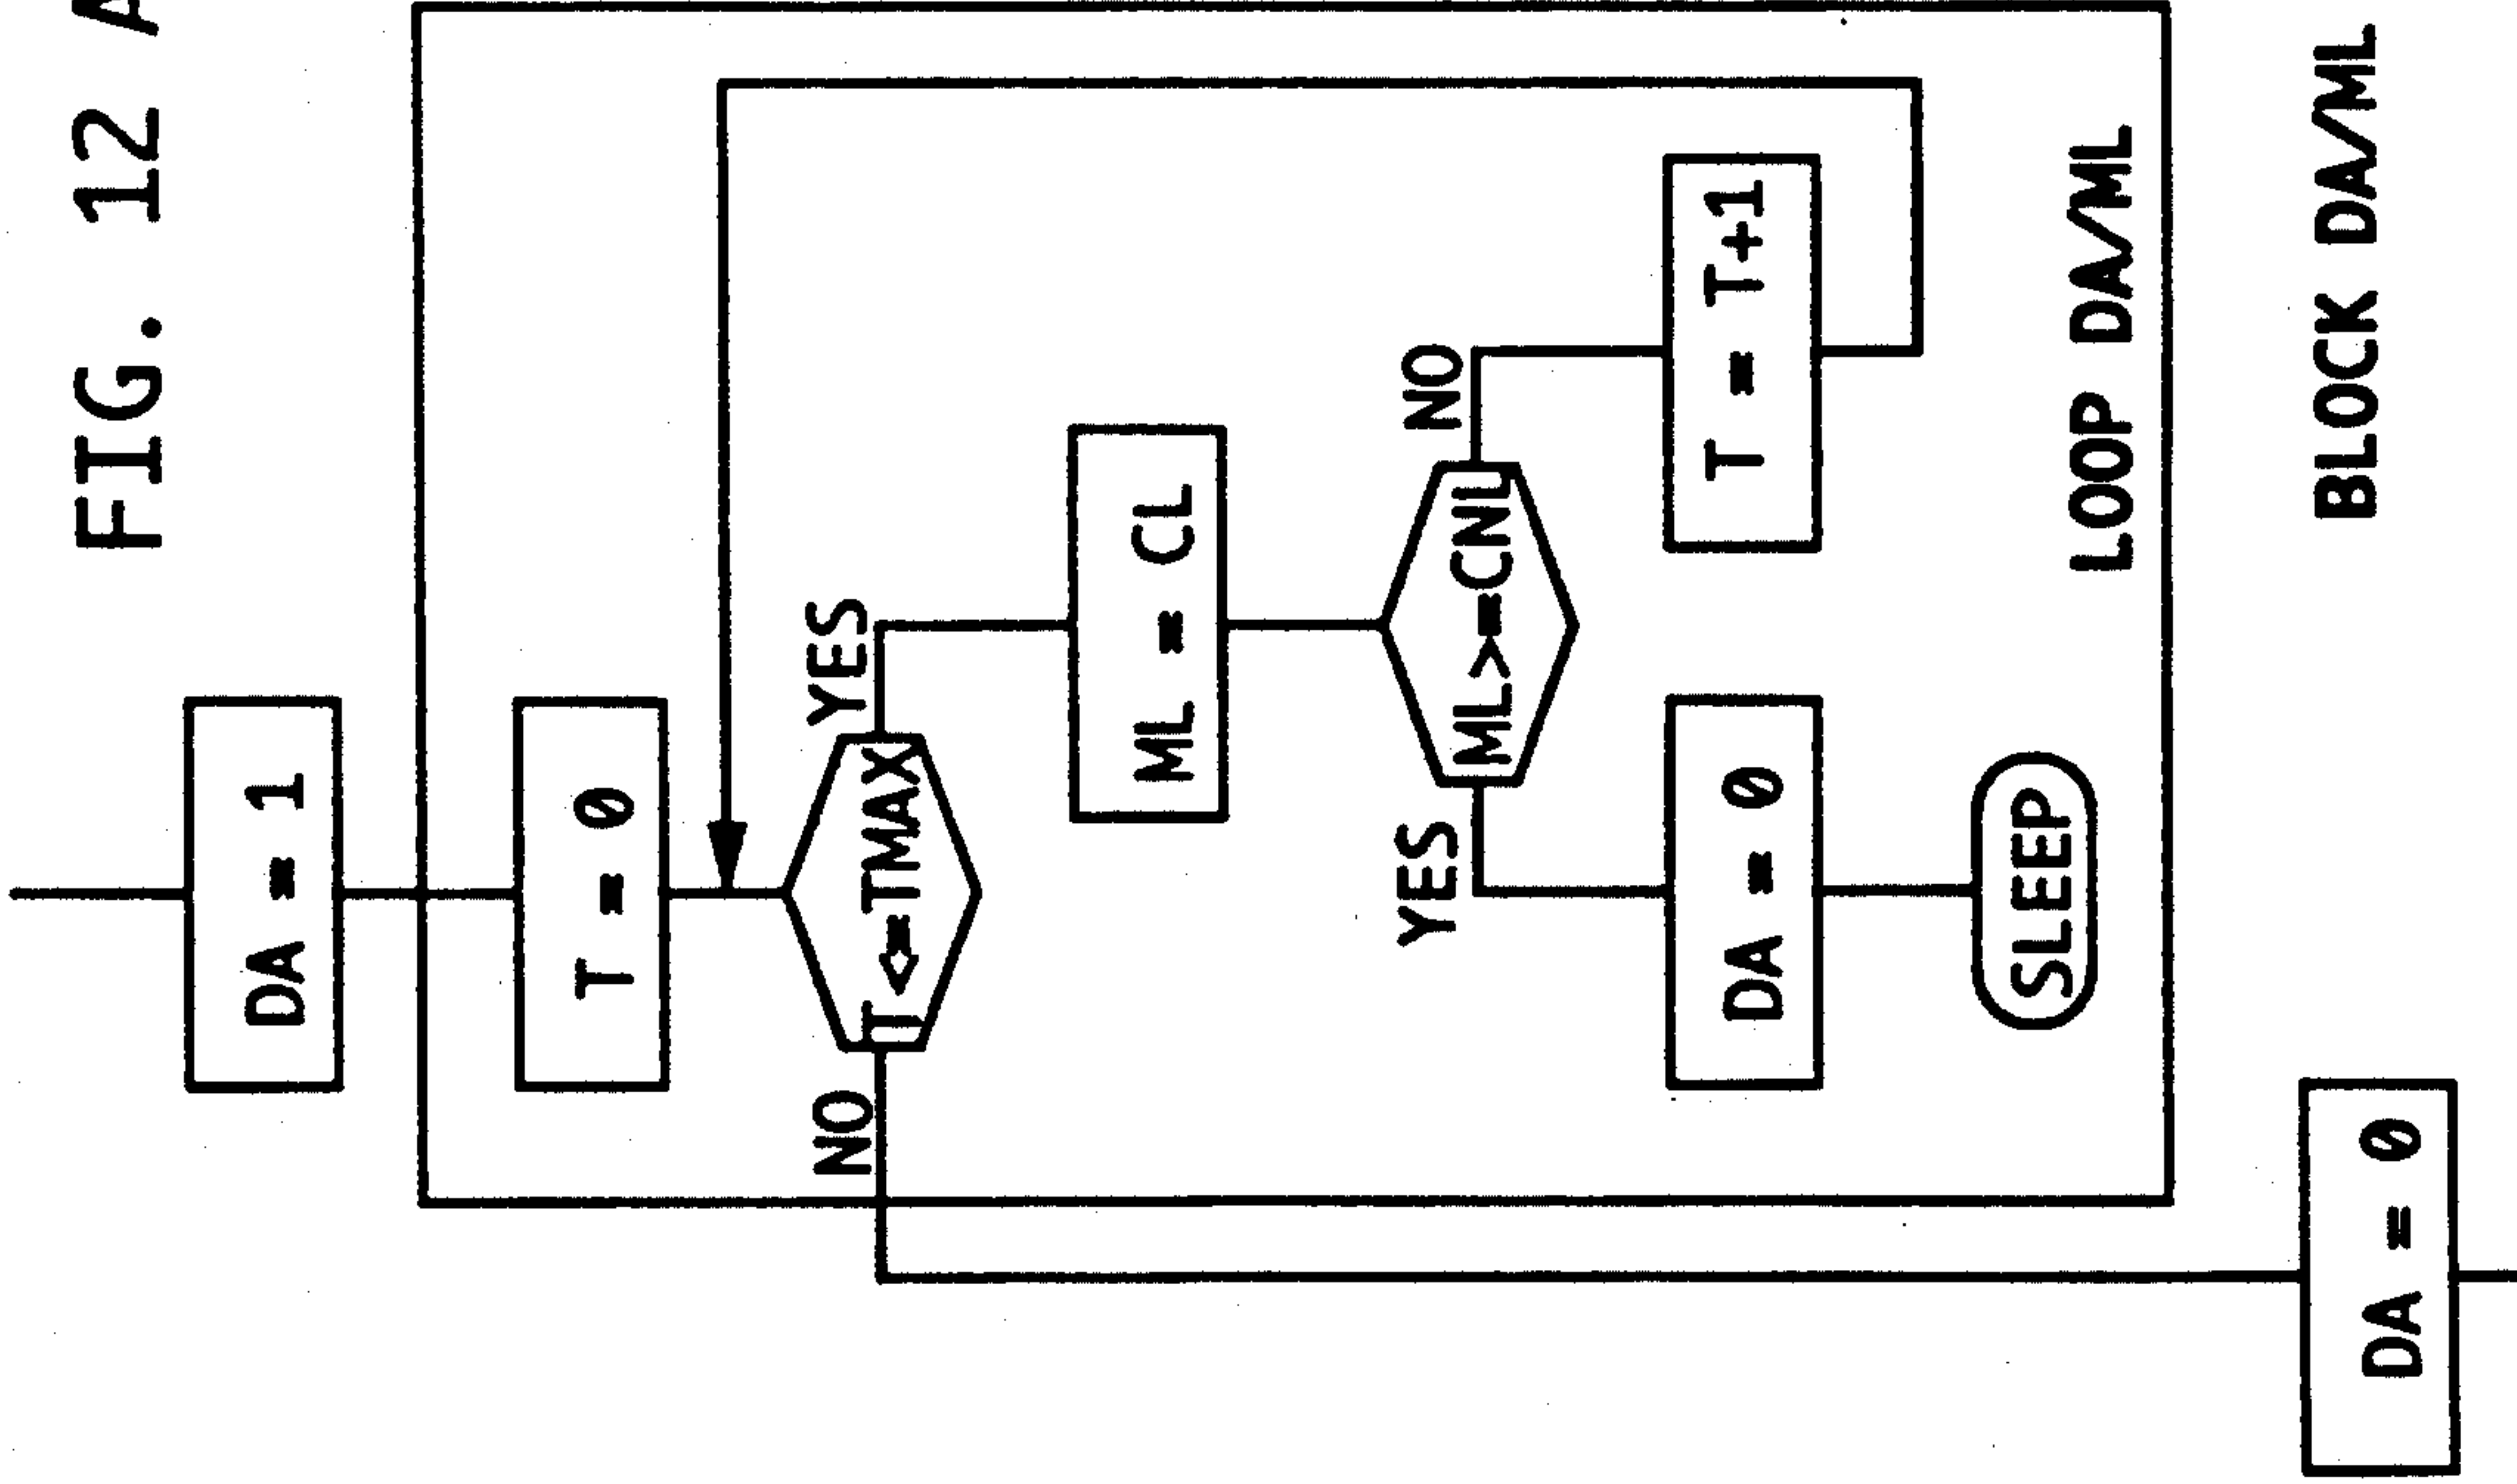 FIG. 12 A
DA = 1
T = 0
T<=TMAX
NO
YES
ML = CL
ML>=CNL
YES
NO
DA = 0
T = T+1
SLEEP
LOOP DA/ML
DA = 0
BLOCK DA/ML